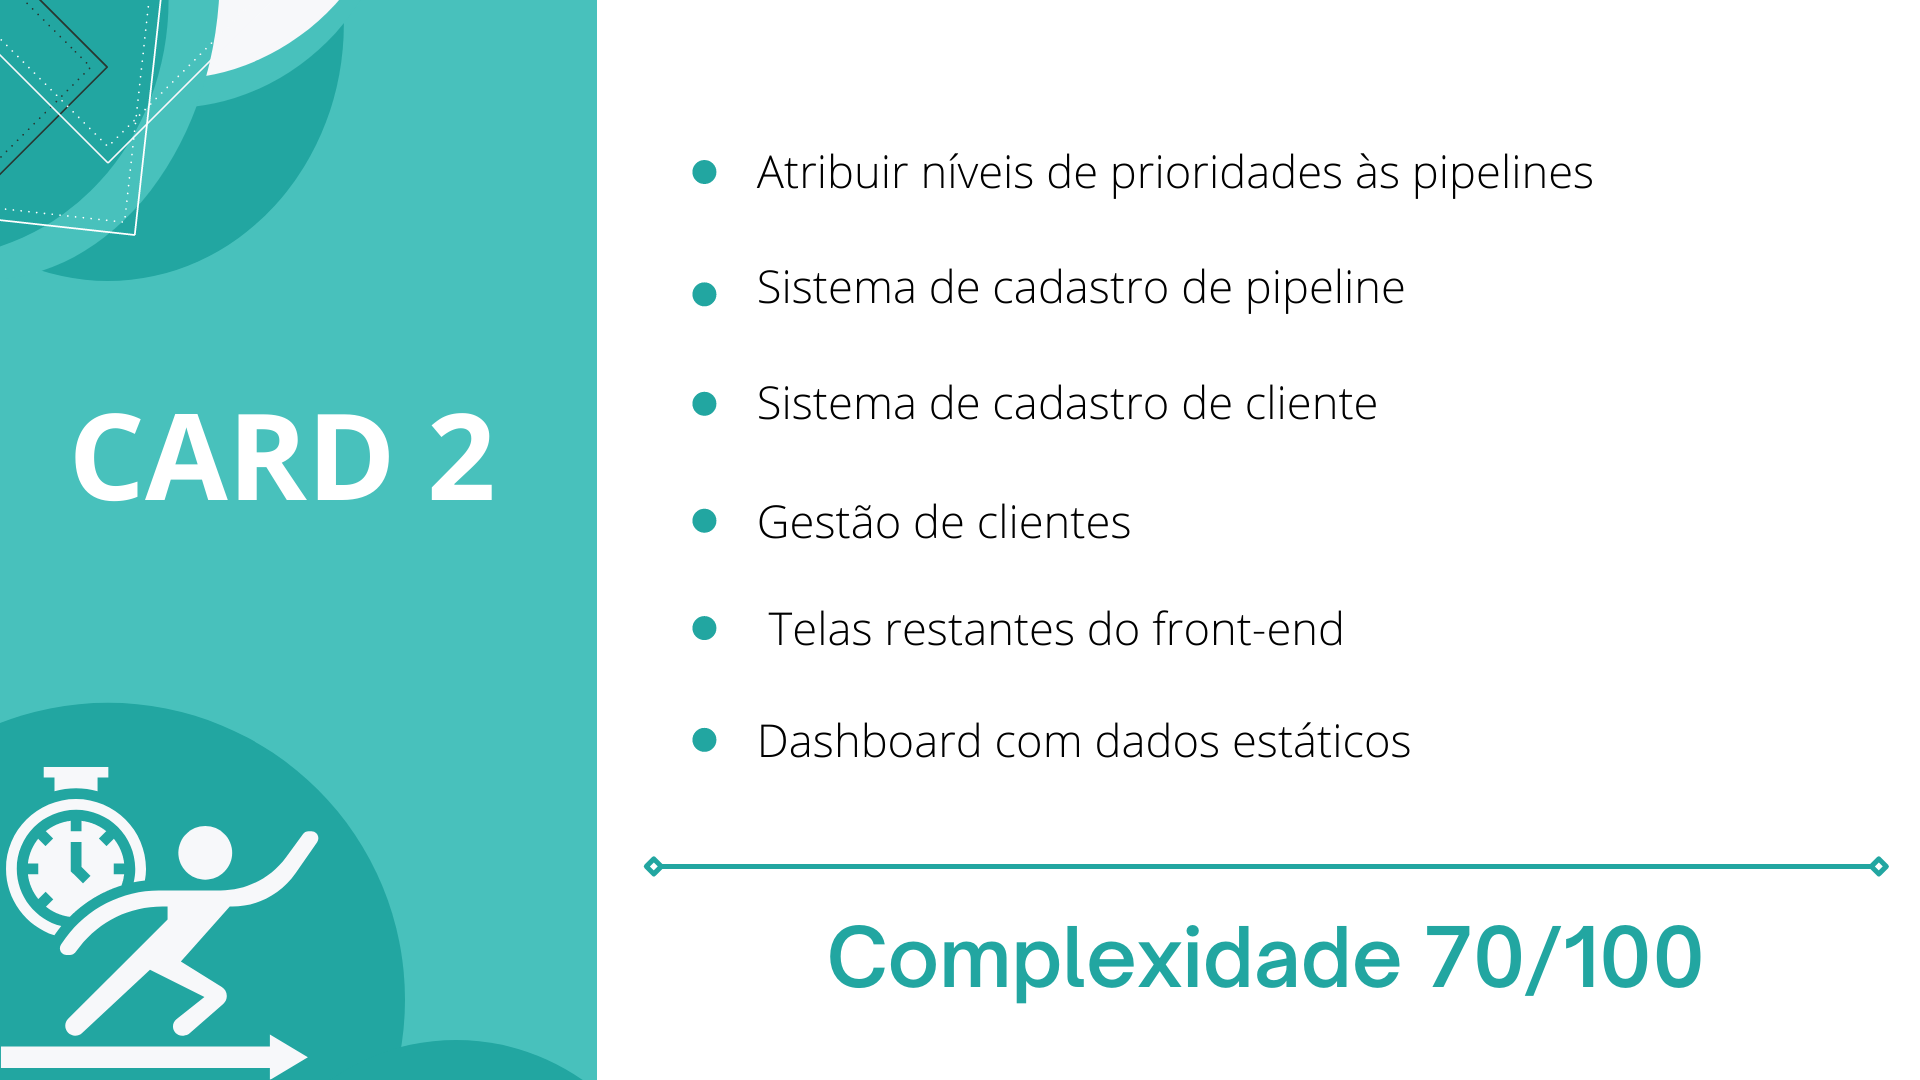 CARD 2
Atribuir níveis de prioridades às pipelines
Sistema de cadastro de pipeline
Sistema de cadastro de cliente
Gestão de clientes
Telas restantes do front-end
Dashboard com dados estáticos
Complexidade 70/100